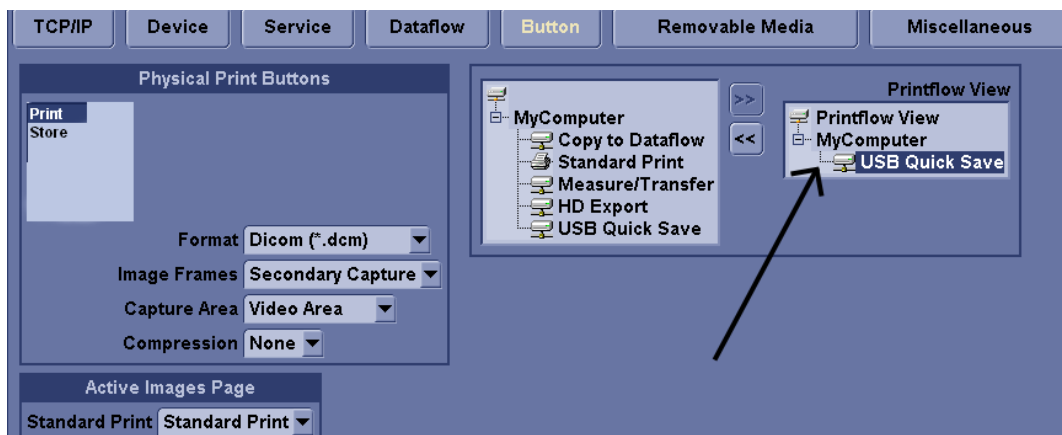 TCP/IP
Device
Service
Dataflow
Button
Removable Media
Miscellaneous
Physical Print Buttons
Print
Store
Format Dicom (*.dcm)
Image Frames Secondary Capture
Capture Area Video Area
Compression None
MyComputer
Copy to Dataflow
Standard Print
Measure/Transfer
HD Export
USB Quick Save
>>
<<
Printflow View
Printflow View
MyComputer
USB Quick Save
Active Images Page
Standard Print Standard Print